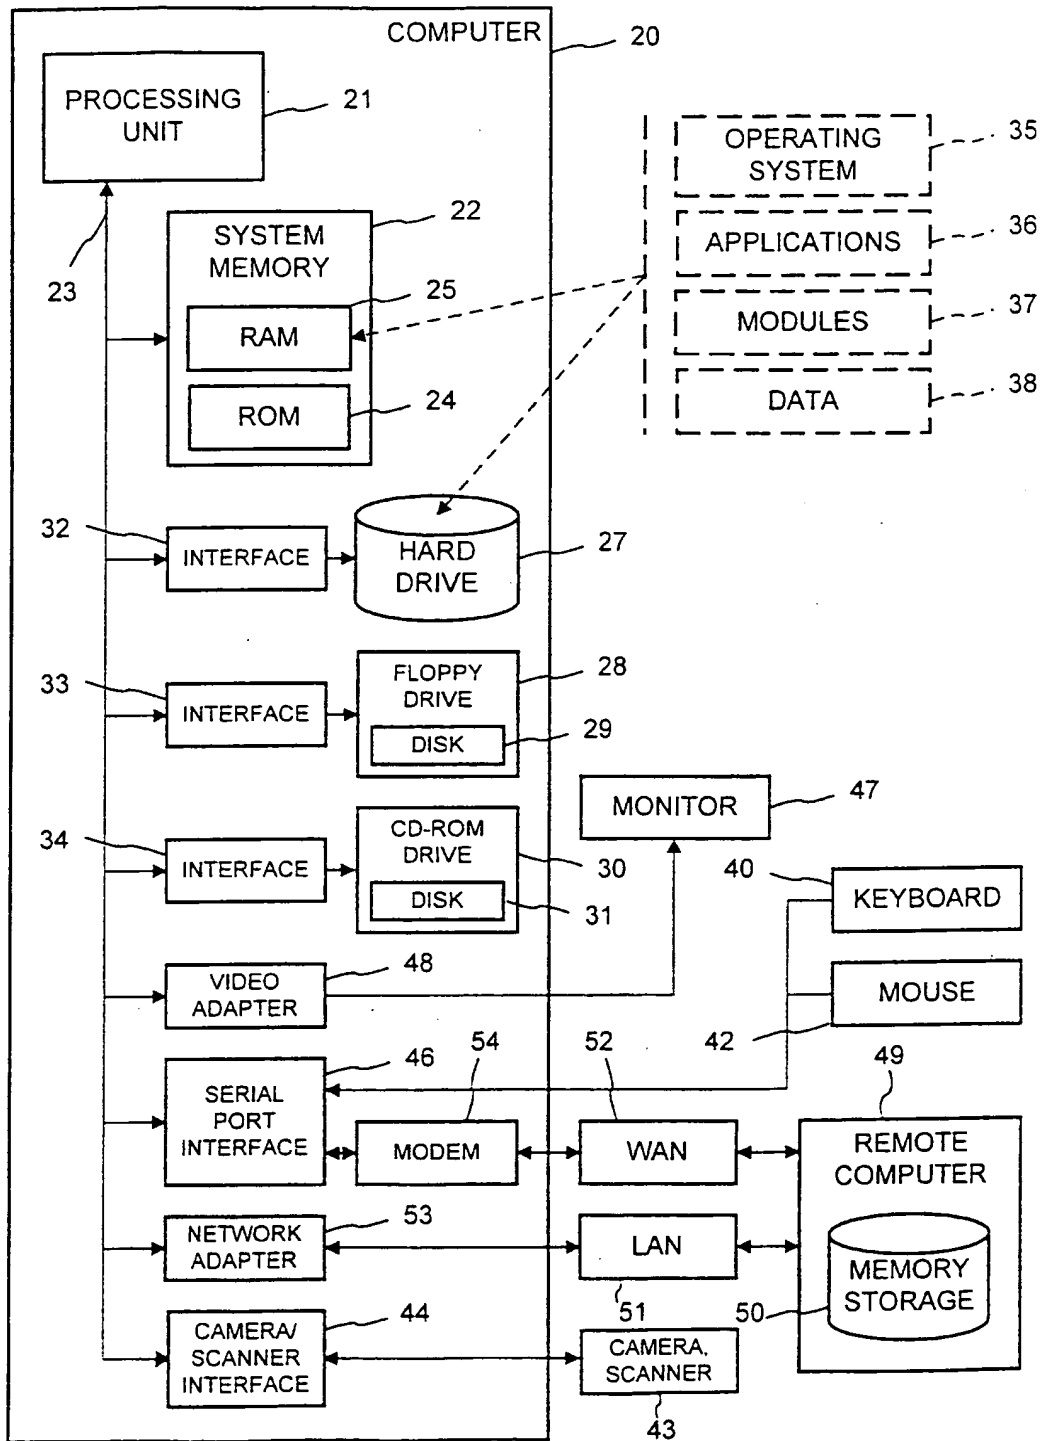 COMPUTER
20
PROCESSING
UNIT
21
23
22
SYSTEM
MEMORY
25
RAM
24
ROM
OPERATING
SYSTEM
35
APPLICATIONS
36
MODULES
37
DATA
38
32
INTERFACE
HARD
DRIVE
27
33
INTERFACE
FLOPPY
DRIVE
28
DISK
29
34
INTERFACE
CD-ROM
DRIVE
30
DISK
31
MONITOR
47
40
KEYBOARD
MOUSE
42
VIDEO
ADAPTER
48
46
SERIAL
PORT
INTERFACE
54
MODEM
52
WAN
49
REMOTE
COMPUTER
MEMORY
STORAGE
50
NETWORK
ADAPTER
53
LAN
51
CAMERA/
SCANNER
INTERFACE
44
CAMERA,
SCANNER
43